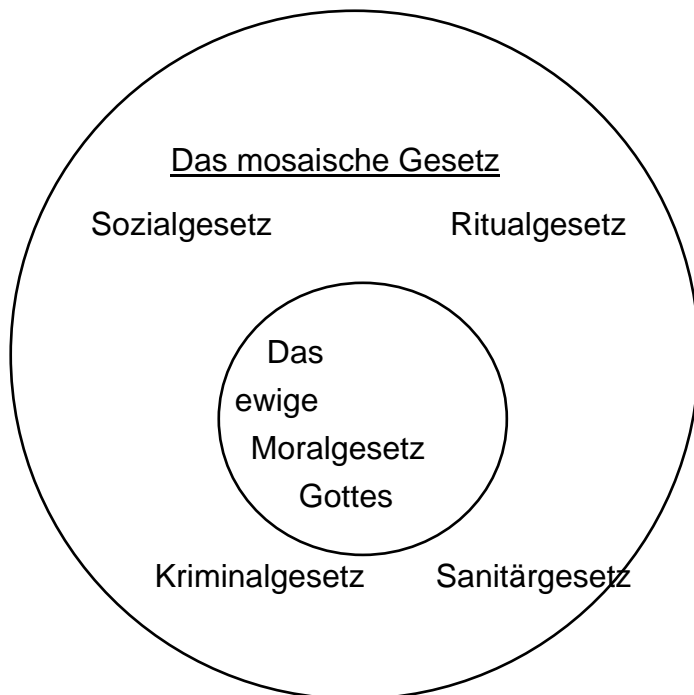 Das mosaische Gesetz
Sozialgesetz Ritualgesetz
Das
ewige
Moralgesetz
Gottes
Kriminalgesetz Sanitärgesetz